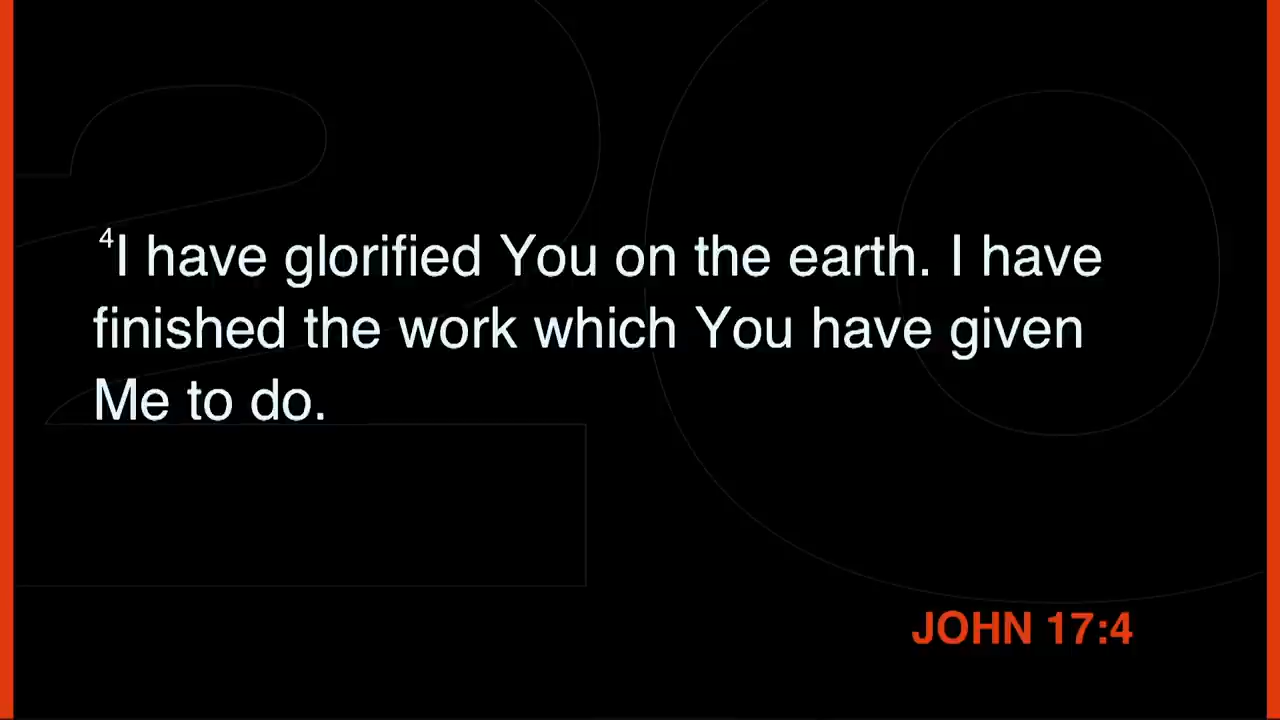 ⁴I have glorified You on the earth. I have
finished the work which You have given
Me to do.
JOHN 17:4
20